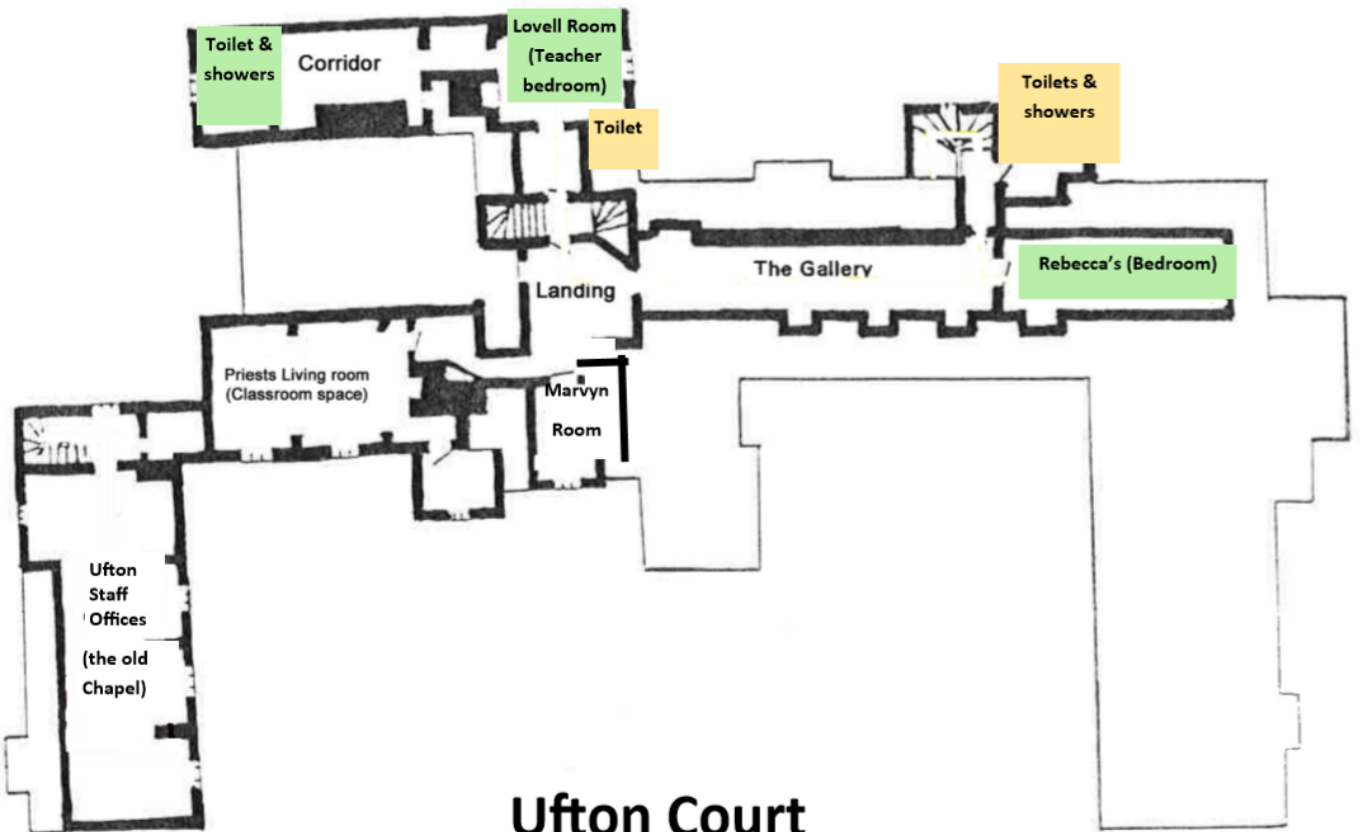 Toilet &
showers
Corridor
Lovell Room
(Teacher
bedroom)
Toilet
Toilets &
showers
The Gallery
Rebecca's (Bedroom)
Landing
Priests Living room
(Classroom space)
Marvyn
Room
Ufton
Staff
Offices
(the old
Chapel)
Ufton Court